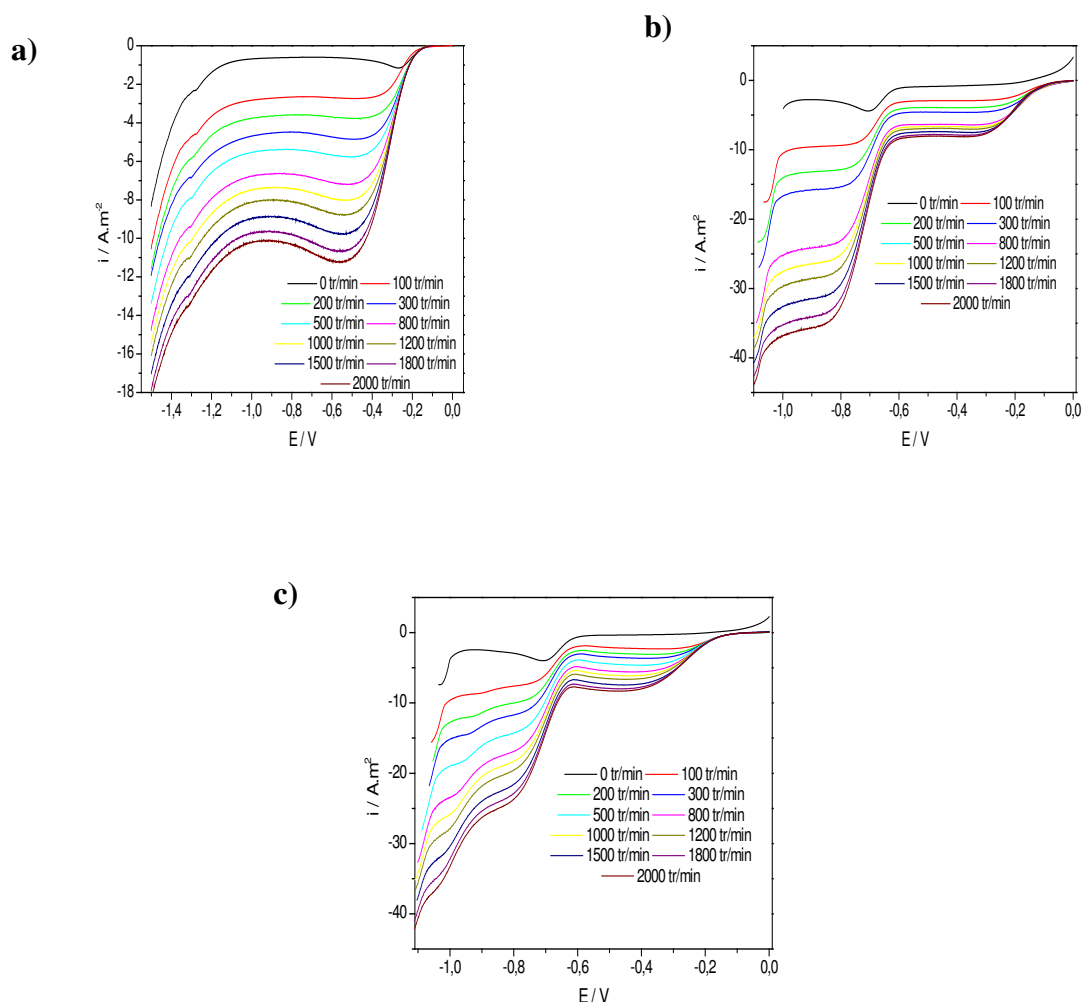 a)
0
-2
-4
-6
-8
-10
-12
-14
-16
-18
i / A.m⁻²
0 tr/min 100 tr/min
200 tr/min 300 tr/min
500 tr/min 800 tr/min
1000 tr/min 1200 tr/min
1500 tr/min 1800 tr/min
2000 tr/min
-1,4 -1,2 -1,0 -0,8 -0,6 -0,4 -0,2 0,0
E / V
b)
0
-10
-20
-30
-40
i / A.m⁻²
0 tr/min 100 tr/min
200 tr/min 300 tr/min
500 tr/min 800 tr/min
1000 tr/min 1200 tr/min
1500 tr/min 1800 tr/min
2000 tr/min
-1,0 -0,8 -0,6 -0,4 -0,2 0,0
E / V
c)
0
-10
-20
-30
-40
i / A.m⁻²
0 tr/min 100 tr/min
200 tr/min 300 tr/min
500 tr/min 800 tr/min
1000 tr/min 1200 tr/min
1500 tr/min 1800 tr/min
2000 tr/min
-1,0 -0,8 -0,6 -0,4 -0,2 0,0
E / V